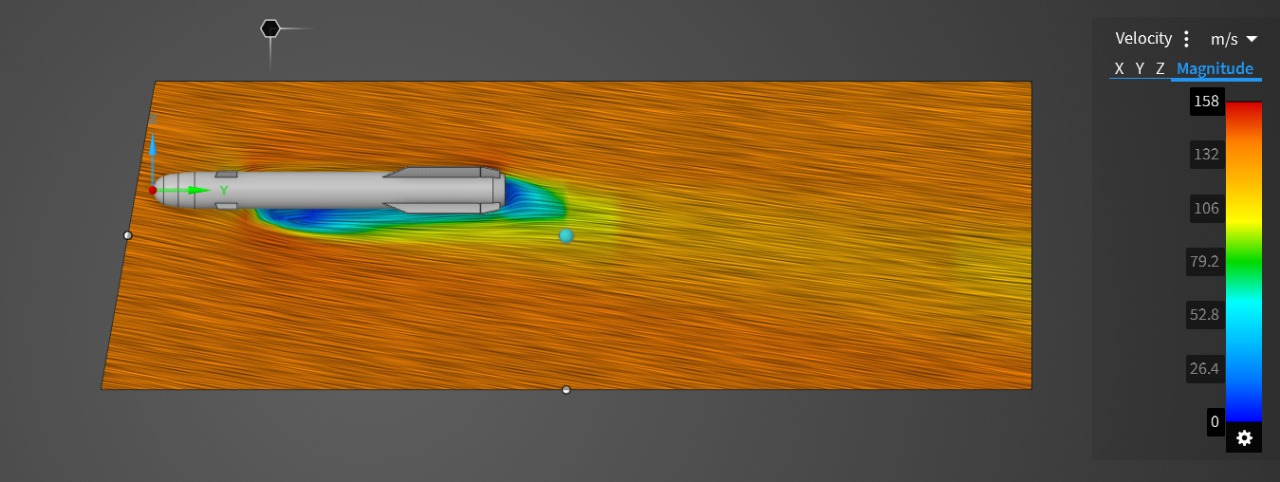 Velocity m/s
X Y Z Magnitude
158
132
106
79.2
52.8
26.4
0
Z
Y